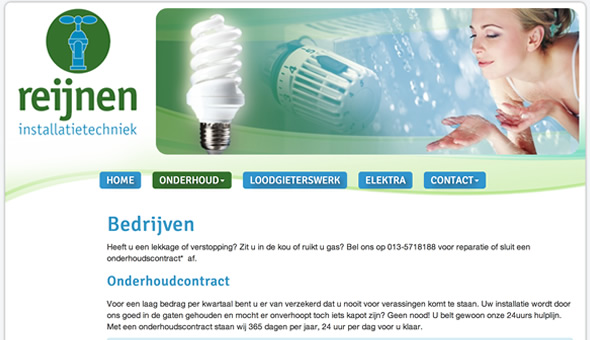 reijnen
installatietechniek
HOME ONDERHOUD LOODGIETERSWERK ELEKTRA CONTACT
Bedrijven
Heeft u een lekkage of verstopping? Zit u in de kou of ruikt u gas? Bel ons op 013-5718188 voor reparatie of sluit een
onderhoudscontract* af.
Onderhoudcontract
Voor een laag bedrag per kwartaal bent u er van verzekerd dat u nooit voor verassingen komt te staan. Uw installatie wordt door
ons goed in de gaten gehouden en mocht er onverhoopt toch iets kapot zijn? Geen nood! U belt gewoon onze 24uurs hulplijn.
Met een onderhoudscontract staan wij 365 dagen per jaar, 24 uur per dag voor u klaar.